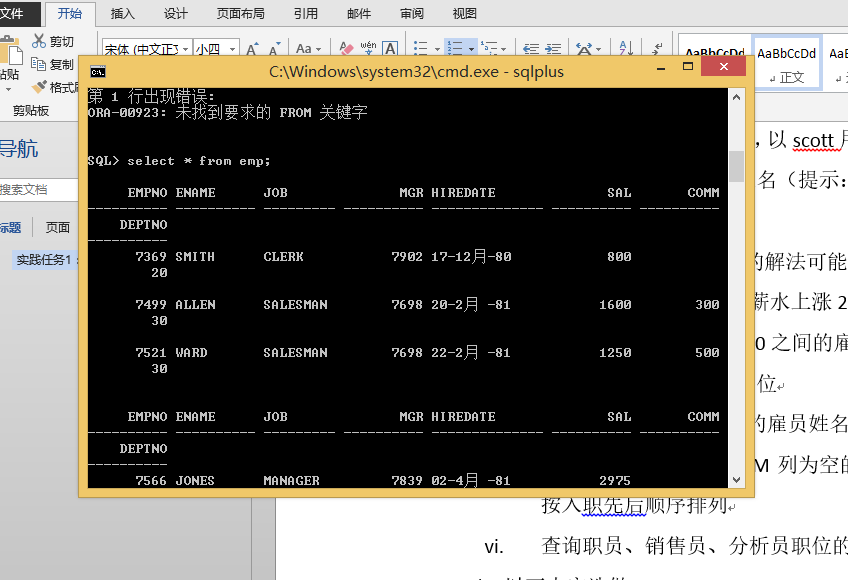 文件 开始 插入 设计 页面布局 引用 邮件 审阅 视图
剪切
宋体 (中文正 小四 A A Aa wén A
复制
粘贴
格式刷
AaBbCcDd AaBbCcDd AaBb
正文
剪贴板
导航
搜索文档
标题 页面
实践任务1
C:\Windows\system32\cmd.exe - sqlplus
第 1 行出现错误:
ORA-00923: 未找到要求的 FROM 关键字
SQL> select * from emp;
EMPNO ENAME JOB MGR HIREDATE SAL COMM
---------- ---------- --------- ---------- -------------- ---------- ----------
DEPTNO
----------
7369 SMITH CLERK 7902 17-12月-80 800
20
7499 ALLEN SALESMAN 7698 20-2月 -81 1600 300
30
7521 WARD SALESMAN 7698 22-2月 -81 1250 500
30
EMPNO ENAME JOB MGR HIREDATE SAL COMM
---------- ---------- --------- ---------- -------------- ---------- ----------
DEPTNO
----------
7566 JONES MANAGER 7839 02-4月 -81 2975
，以 scott 用
名（提示：
的解法可能
薪水上涨 2
0 之间的雇
位
的雇员姓名
M 列为空的
按入职先后顺序排列
vi. 查询职员、销售员、分析员职位的